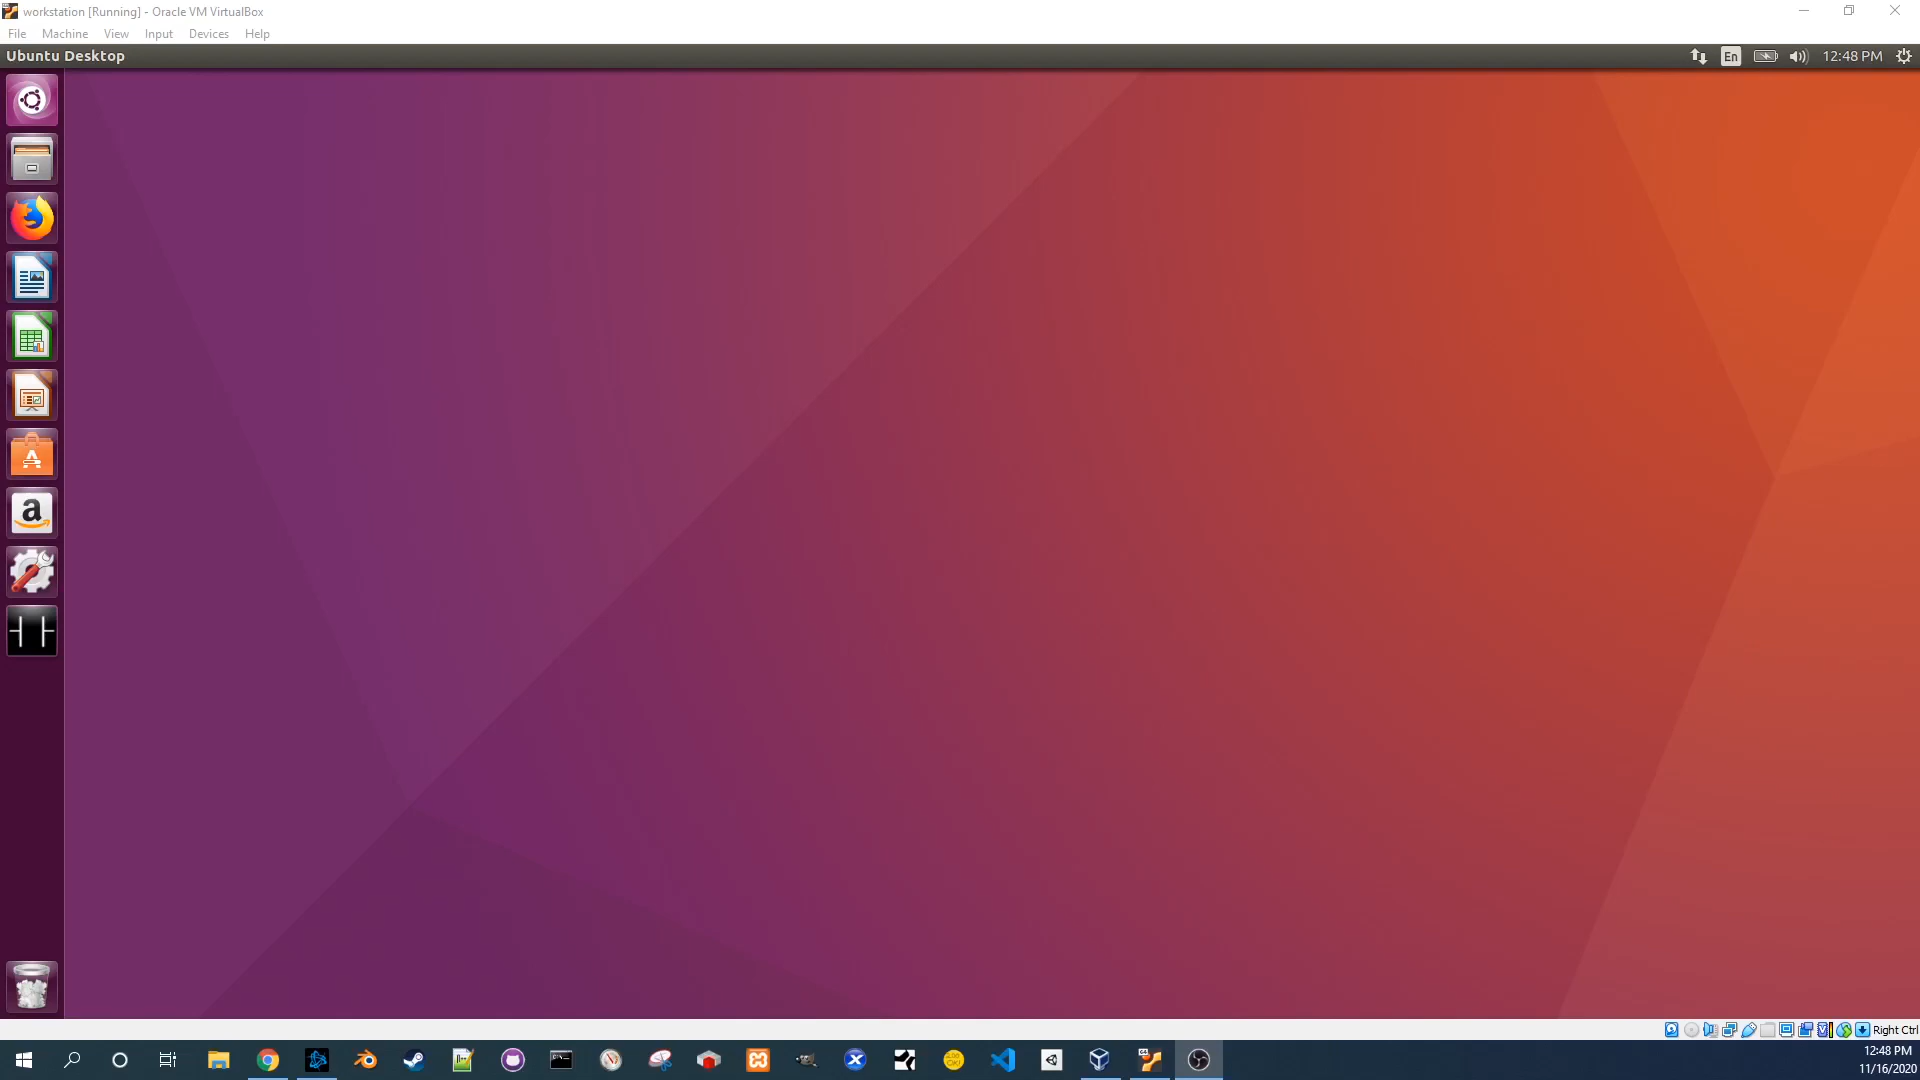 workstation [Running] - Oracle VM VirtualBox
File Machine View Input Devices Help
Ubuntu Desktop En 12:48 PM
Right Ctrl
12:48 PM
11/16/2020